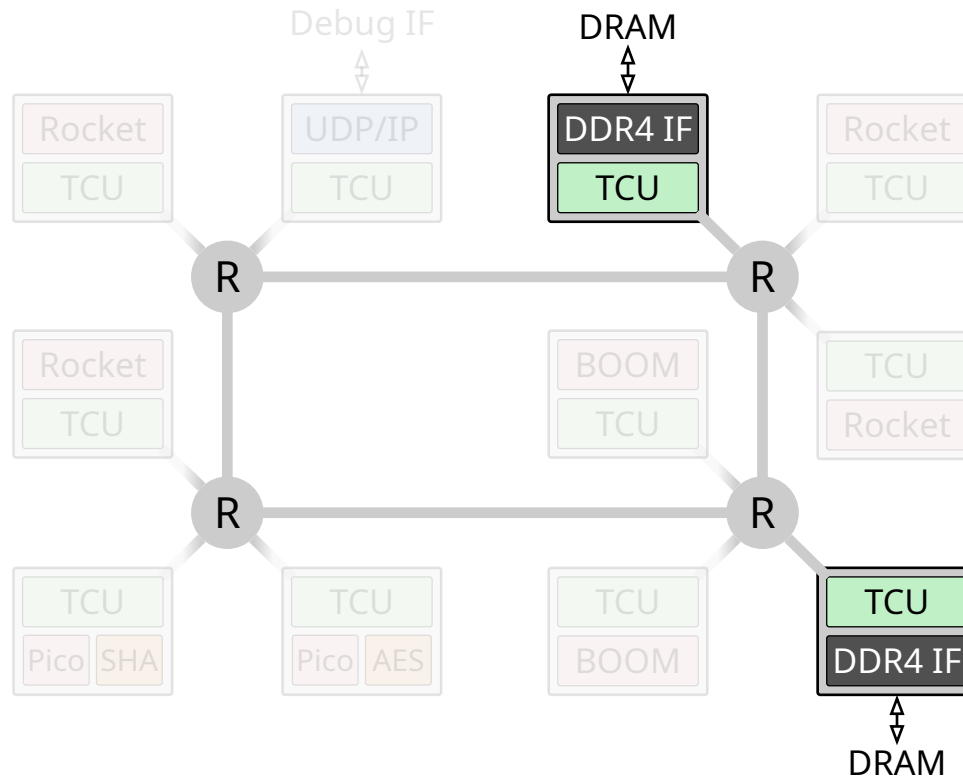 Debug IF
DRAM
Rocket
UDP/IP
DDR4 IF
Rocket
TCU
TCU
TCU
TCU
R
R
Rocket
BOOM
TCU
TCU
TCU
Rocket
R
R
TCU
TCU
TCU
TCU
Pico
SHA
Pico
AES
BOOM
DDR4 IF
DRAM